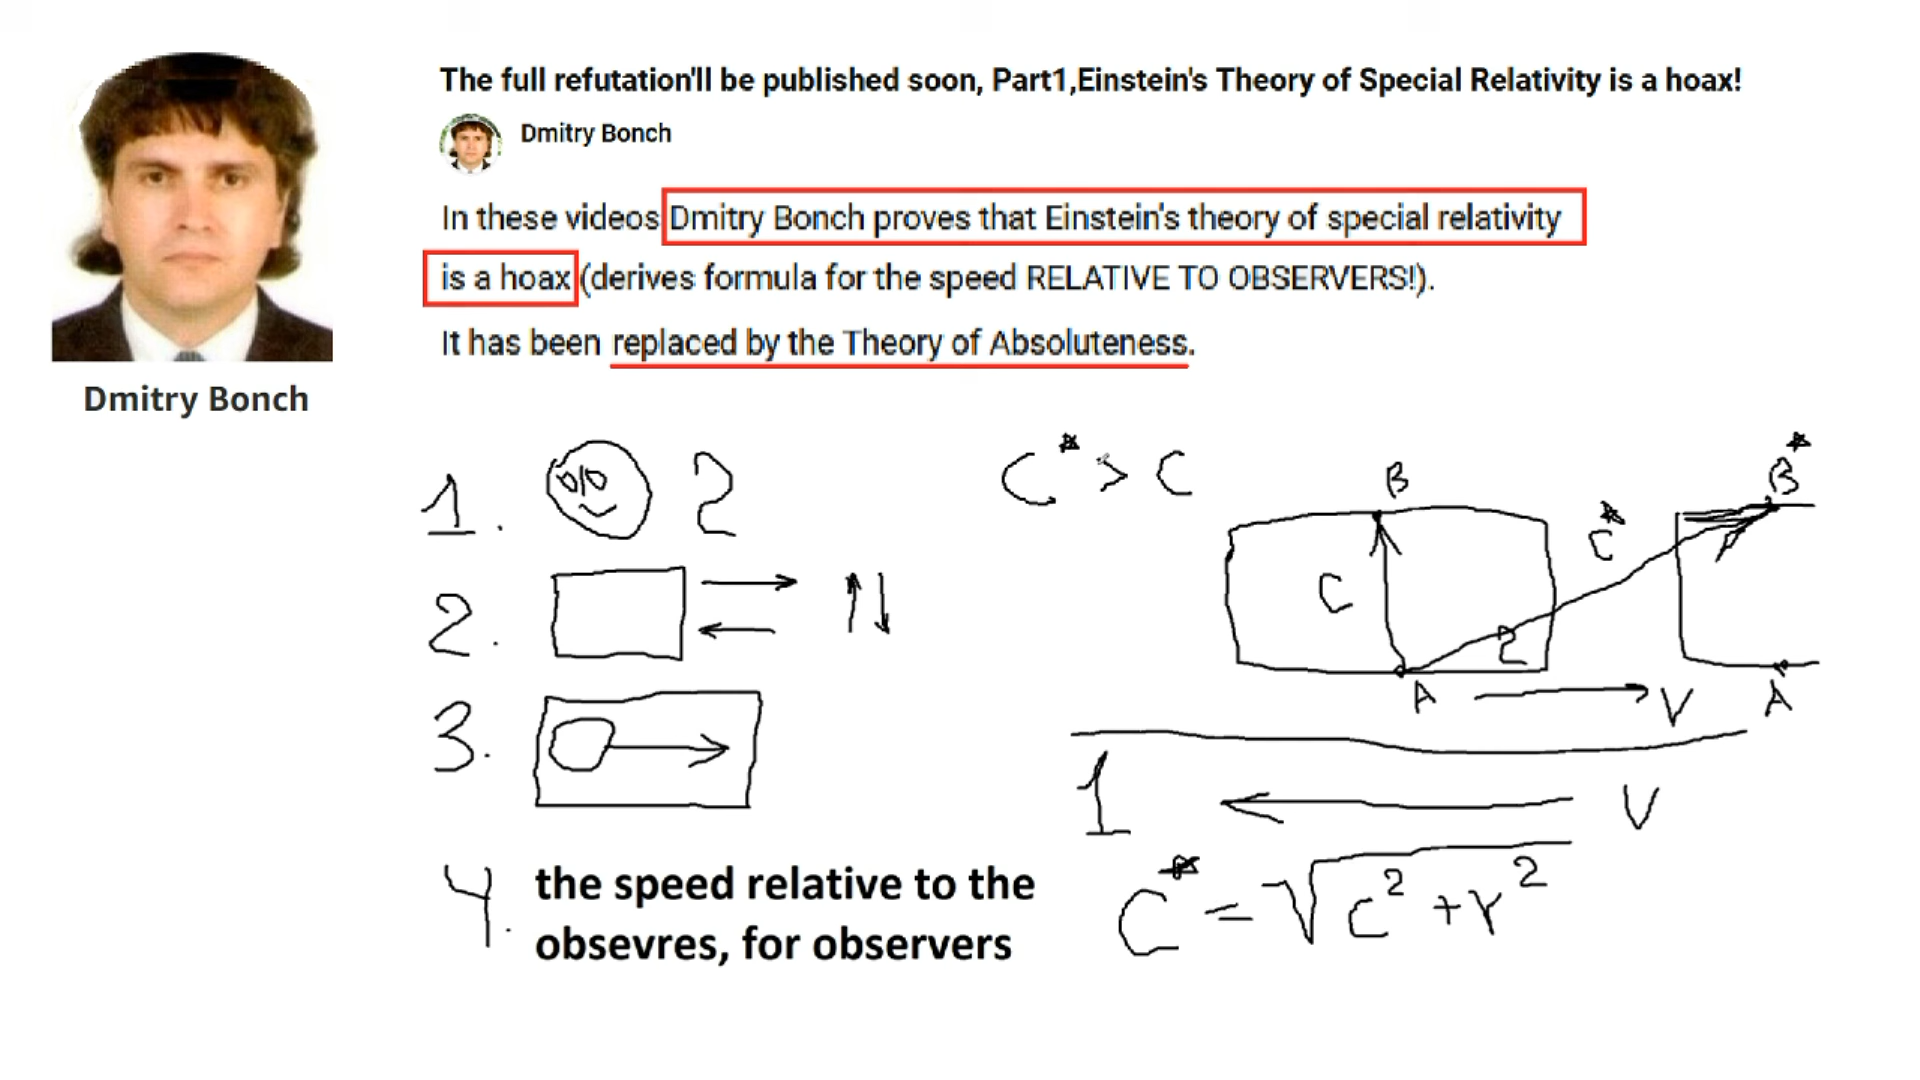 The full refutation'll be published soon, Part1,Einstein's Theory of Special Relativity is a hoax!
Dmitry Bonch
In these videos Dmitry Bonch proves that Einstein's theory of special relativity
is a hoax (derives formula for the speed RELATIVE TO OBSERVERS!).
It has been replaced by the Theory of Absoluteness.
Dmitry Bonch
1. 2
2.
3.
4. the speed relative to the
obsevres, for observers
C* > C
B
B*
C
C*
2
A
V
A
1
V
C* = √c² + v²